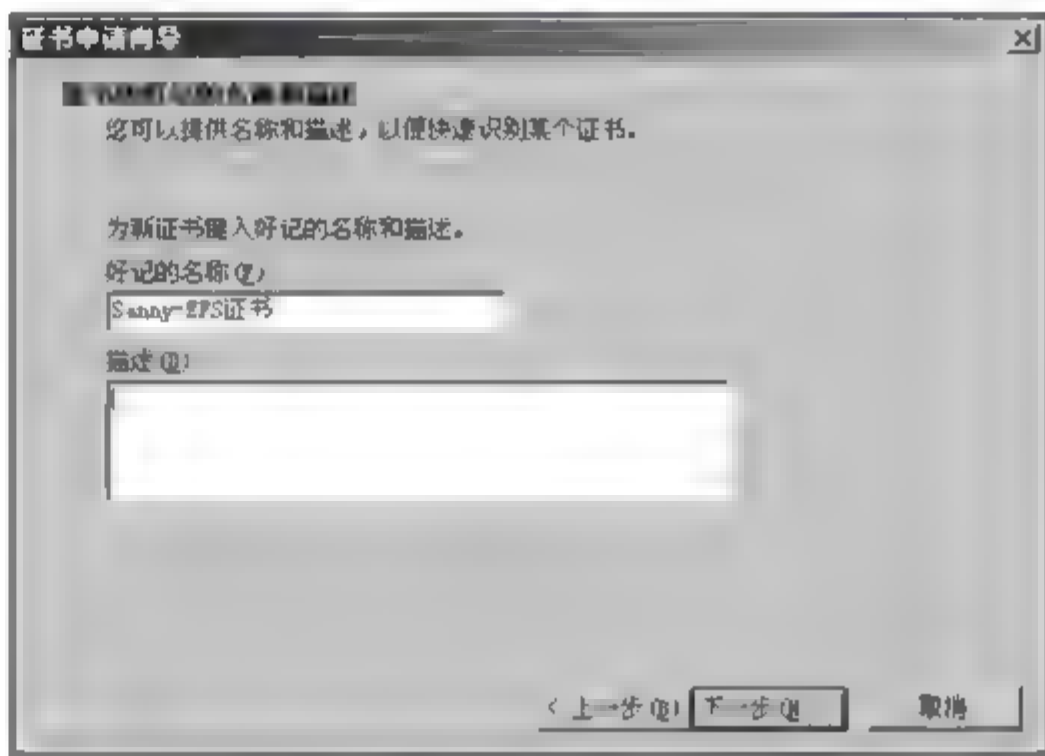 证书申请向导
您可以提供名称和描述，以便快速识别某个证书。
为新证书键入好记的名称和描述。
好记的名称(F)
Sanny-EFS证书
描述(D)
< 上一步(B) 下一步(N) 取消